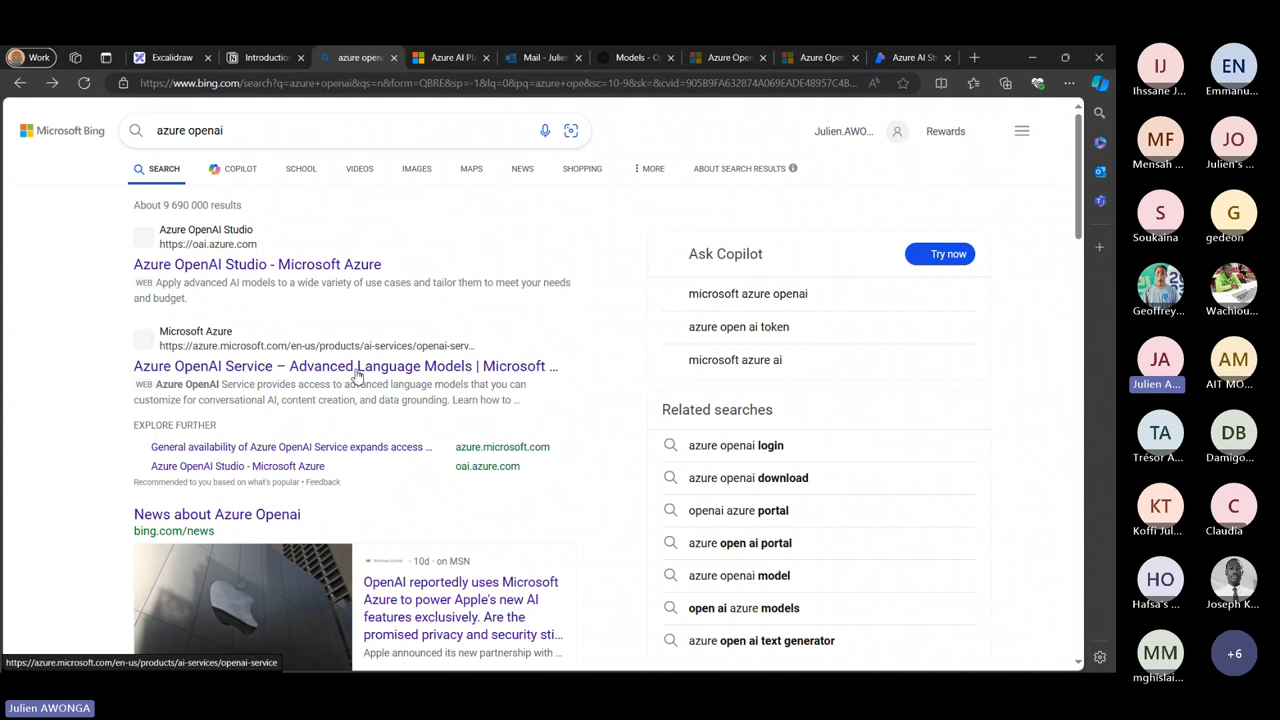 Work
Excalidraw
Introduction
azure open
Azure AI Pl
Mail - Julien
Models - O
Azure Open
Azure Open
Azure AI St
https://www.bing.com/search?q=azure+openai&qs=n&form=QBRE&sp=-1&lq=0&pq=azure+ope&sc=10-9&sk=&cvid=905B9FA632874A069EADE48957C4B...
Microsoft Bing
azure openai
Julien.AWO...
Rewards
SEARCH
COPILOT
SCHOOL
VIDEOS
IMAGES
MAPS
NEWS
SHOPPING
MORE
ABOUT SEARCH RESULTS
About 9 690 000 results
Azure OpenAI Studio
https://oai.azure.com
Azure OpenAI Studio - Microsoft Azure
WEB Apply advanced AI models to a wide variety of use cases and tailor them to meet your needs
and budget.
Microsoft Azure
https://azure.microsoft.com/en-us/products/ai-services/openai-serv...
Azure OpenAI Service – Advanced Language Models | Microsoft ...
WEB Azure OpenAI Service provides access to advanced language models that you can
customize for conversational AI, content creation, and data grounding. Learn how to ...
EXPLORE FURTHER
General availability of Azure OpenAI Service expands access ... azure.microsoft.com
Azure OpenAI Studio - Microsoft Azure oai.azure.com
Recommended to you based on what's popular • Feedback
News about Azure Openai
bing.com/news
Windows Central · 10d · on MSN
OpenAI reportedly uses Microsoft
Azure to power Apple's new AI
features exclusively. Are the
promised privacy and security sti...
Apple announced its new partnership with ...
https://azure.microsoft.com/en-us/products/ai-services/openai-service
Ask Copilot
Try now
microsoft azure openai
azure open ai token
microsoft azure ai
Related searches
azure openai login
azure openai download
openai azure portal
azure open ai portal
azure openai model
open ai azure models
azure open ai text generator
IJ
Ihssane J...
EN
Emmanu...
MF
Mensah ...
JO
Julien's ...
S
Soukaina
G
gedeon
Geoffrey...
Wachiou...
JA
Julien A...
AM
AIT MO...
TA
Trésor A...
DB
Damigo...
KT
Koffi Jul...
C
Claudia
HO
Hafsa's ...
Joseph K...
MM
mghislai...
+6
Julien AWONGA